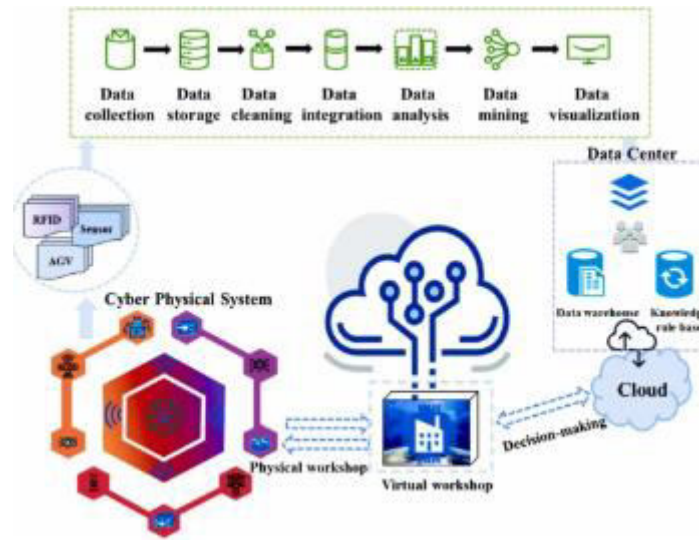 Data collection
Data storage
Data cleaning
Data integration
Data analysis
Data mining
Data visualization
Data Center
RFID
Sensor
AGV
Cyber Physical System
Data warehouse
Knowledg
rule bas
Cloud
Decision-making
Physical workshop
Virtual workshop